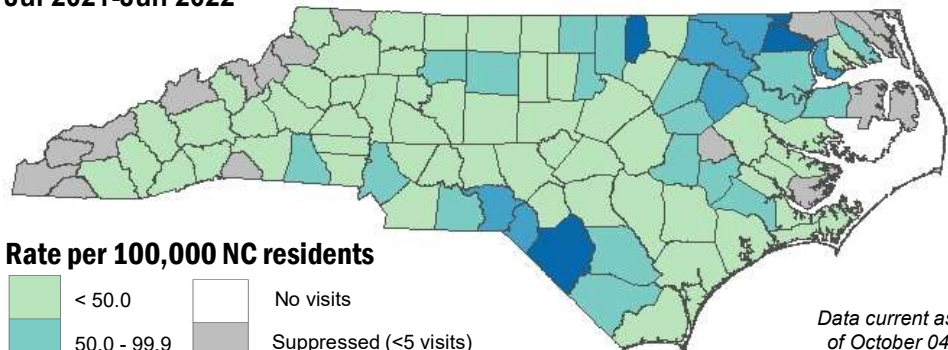 Jul 2021-Jun 2022
Rate per 100,000 NC residents
< 50.0
No visits
50.0 - 99.9
Suppressed (<5 visits)
Data current as
of October 04,